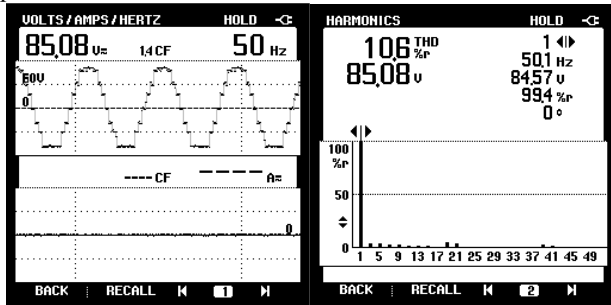 VOLTS/AMPS/HERTZ HOLD
85,08 V≂ 1,4 CF 50 Hz
60V
0
---- CF ---- A≂
0
BACK RECALL 1
HARMONICS HOLD
10,6 THD %r 1
50,1 Hz
85,08 V 84,57 V
99,4 %r
0 °
100
%r
50
0
1 5 9 13 17 21 25 29 33 37 41 45 49
BACK RECALL 2